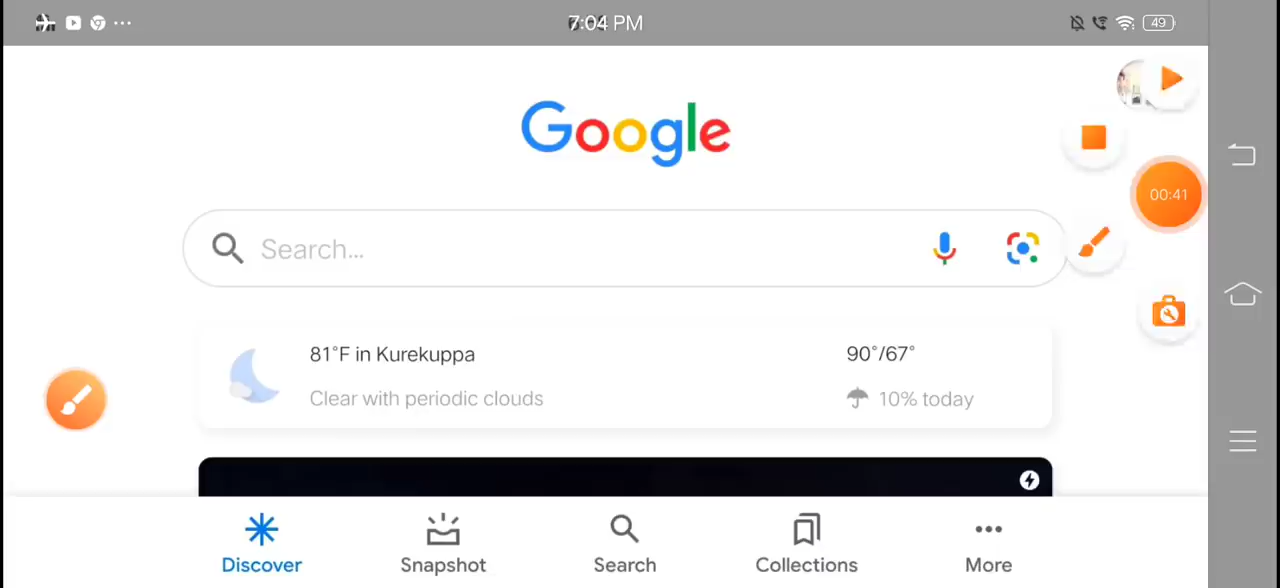 7:04 PM
49
Google
00:41
Search...
81°F in Kurekuppa
90°/67°
Clear with periodic clouds
10% today
Discover
Snapshot
Search
Collections
More